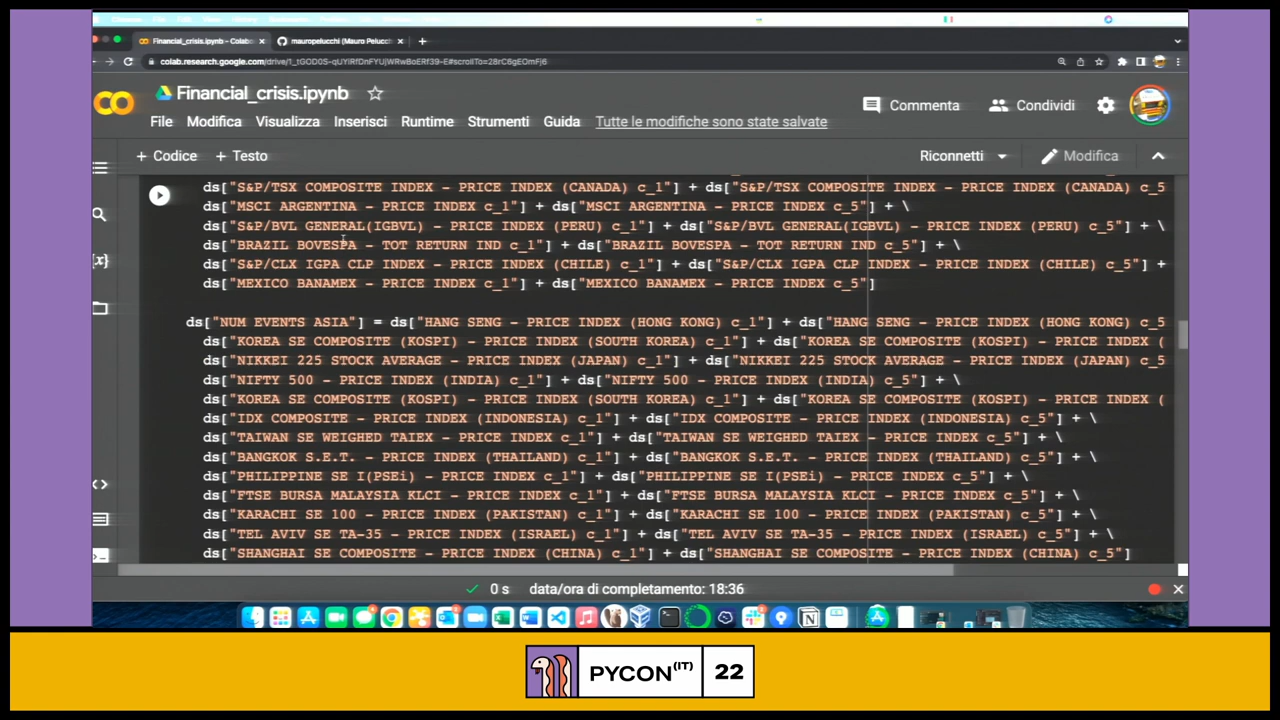 Financial_crisis.ipynb - Colab
mauropelucchi (Mauro Pelucc
colab.research.google.com/drive/1_tGOD0S-qUYiRfDnFYUjWRwBoERf39-E#scrollTo=28rC6gEOmFj6
Financial_crisis.ipynb
Commenta
Condividi
File Modifica Visualizza Inserisci Runtime Strumenti Guida Tutte le modifiche sono state salvate
+ Codice + Testo
Riconnetti
Modifica
ds["S&P/TSX COMPOSITE INDEX - PRICE INDEX (CANADA) c_1"] + ds["S&P/TSX COMPOSITE INDEX - PRICE INDEX (CANADA) c_5
ds["MSCI ARGENTINA - PRICE INDEX c_1"] + ds["MSCI ARGENTINA - PRICE INDEX c_5"] + \
ds["S&P/BVL GENERAL(IGBVL) - PRICE INDEX (PERU) c_1"] + ds["S&P/BVL GENERAL(IGBVL) - PRICE INDEX (PERU) c_5"] + \
ds["BRAZIL BOVESPA - TOT RETURN IND c_1"] + ds["BRAZIL BOVESPA - TOT RETURN IND c_5"] + \
ds["S&P/CLX IGPA CLP INDEX - PRICE INDEX (CHILE) c_1"] + ds["S&P/CLX IGPA CLP INDEX - PRICE INDEX (CHILE) c_5"] +
ds["MEXICO BANAMEX - PRICE INDEX c_1"] + ds["MEXICO BANAMEX - PRICE INDEX c_5"]
ds["NUM EVENTS ASIA"] = ds["HANG SENG - PRICE INDEX (HONG KONG) c_1"] + ds["HANG SENG - PRICE INDEX (HONG KONG) c_5
ds["KOREA SE COMPOSITE (KOSPI) - PRICE INDEX (SOUTH KOREA) c_1"] + ds["KOREA SE COMPOSITE (KOSPI) - PRICE INDEX (
ds["NIKKEI 225 STOCK AVERAGE - PRICE INDEX (JAPAN) c_1"] + ds["NIKKEI 225 STOCK AVERAGE - PRICE INDEX (JAPAN) c_5
ds["NIFTY 500 - PRICE INDEX (INDIA) c_1"] + ds["NIFTY 500 - PRICE INDEX (INDIA) c_5"] + \
ds["KOREA SE COMPOSITE (KOSPI) - PRICE INDEX (SOUTH KOREA) c_1"] + ds["KOREA SE COMPOSITE (KOSPI) - PRICE INDEX (
ds["IDX COMPOSITE - PRICE INDEX (INDONESIA) c_1"] + ds["IDX COMPOSITE - PRICE INDEX (INDONESIA) c_5"] + \
ds["TAIWAN SE WEIGHED TAIEX - PRICE INDEX c_1"] + ds["TAIWAN SE WEIGHED TAIEX - PRICE INDEX c_5"] + \
ds["BANGKOK S.E.T. - PRICE INDEX (THAILAND) c_1"] + ds["BANGKOK S.E.T. - PRICE INDEX (THAILAND) c_5"] + \
ds["PHILIPPINE SE I(PSEi) - PRICE INDEX c_1"] + ds["PHILIPPINE SE I(PSEi) - PRICE INDEX c_5"] + \
ds["FTSE BURSA MALAYSIA KLCI - PRICE INDEX c_1"] + ds["FTSE BURSA MALAYSIA KLCI - PRICE INDEX c_5"] + \
ds["KARACHI SE 100 - PRICE INDEX (PAKISTAN) c_1"] + ds["KARACHI SE 100 - PRICE INDEX (PAKISTAN) c_5"] + \
ds["TEL AVIV SE TA-35 - PRICE INDEX (ISRAEL) c_1"] + ds["TEL AVIV SE TA-35 - PRICE INDEX (ISRAEL) c_5"] + \
ds["SHANGHAI SE COMPOSITE - PRICE INDEX (CHINA) c_1"] + ds["SHANGHAI SE COMPOSITE - PRICE INDEX (CHINA) c_5"]
0 s data/ora di completamento: 18:36
PYCON(IT) 22